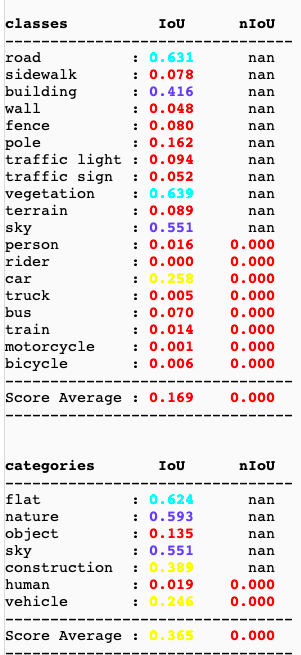 classes IoU nIoU
--------------------------------
road : 0.631 nan
sidewalk : 0.078 nan
building : 0.416 nan
wall : 0.048 nan
fence : 0.080 nan
pole : 0.162 nan
traffic light : 0.094 nan
traffic sign : 0.052 nan
vegetation : 0.639 nan
terrain : 0.089 nan
sky : 0.551 nan
person : 0.016 0.000
rider : 0.000 0.000
car : 0.258 0.000
truck : 0.005 0.000
bus : 0.070 0.000
train : 0.014 0.000
motorcycle : 0.001 0.000
bicycle : 0.006 0.000
--------------------------------
Score Average : 0.169 0.000
--------------------------------
categories IoU nIoU
--------------------------------
flat : 0.624 nan
nature : 0.593 nan
object : 0.135 nan
sky : 0.551 nan
construction : 0.389 nan
human : 0.019 0.000
vehicle : 0.246 0.000
--------------------------------
Score Average : 0.365 0.000
--------------------------------